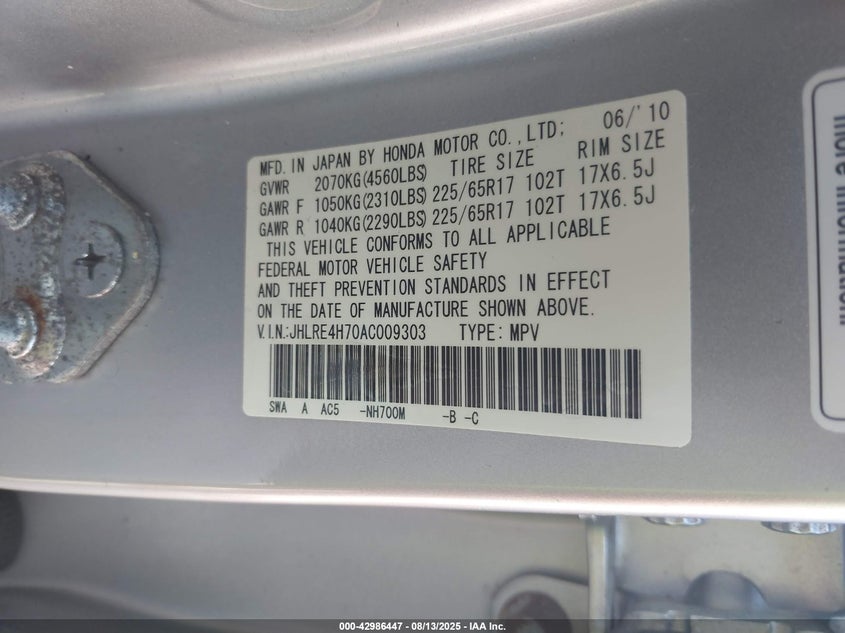 06/'10
MFD. IN JAPAN BY HONDA MOTOR CO.,LTD;
GVWR 2070KG(4560LBS) TIRE SIZE RIM SIZE
GAWR F 1050KG(2310LBS) 225/65R17 102T 17X6.5J
GAWR R 1040KG(2290LBS) 225/65R17 102T 17X6.5J
THIS VEHICLE CONFORMS TO ALL APPLICABLE
FEDERAL MOTOR VEHICLE SAFETY
AND THEFT PREVENTION STANDARDS IN EFFECT
ON THE DATE OF MANUFACTURE SHOWN ABOVE.
V.I.N.:JHLRE4H70AC009303 TYPE: MPV
SWA A AC5 -NH700M -B -C
more information.
000-42986447 - 08/13/2025 - IAA Inc.